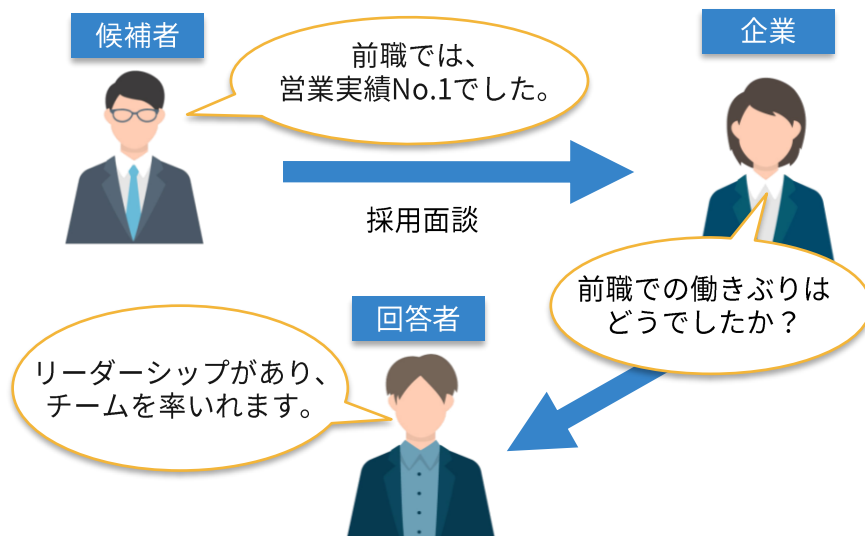 候補者
前職では、
営業実績No.1でした。
企業
採用面談
前職での働きぶりは
どうでしたか？
回答者
リーダーシップがあり、
チームを率いれます。